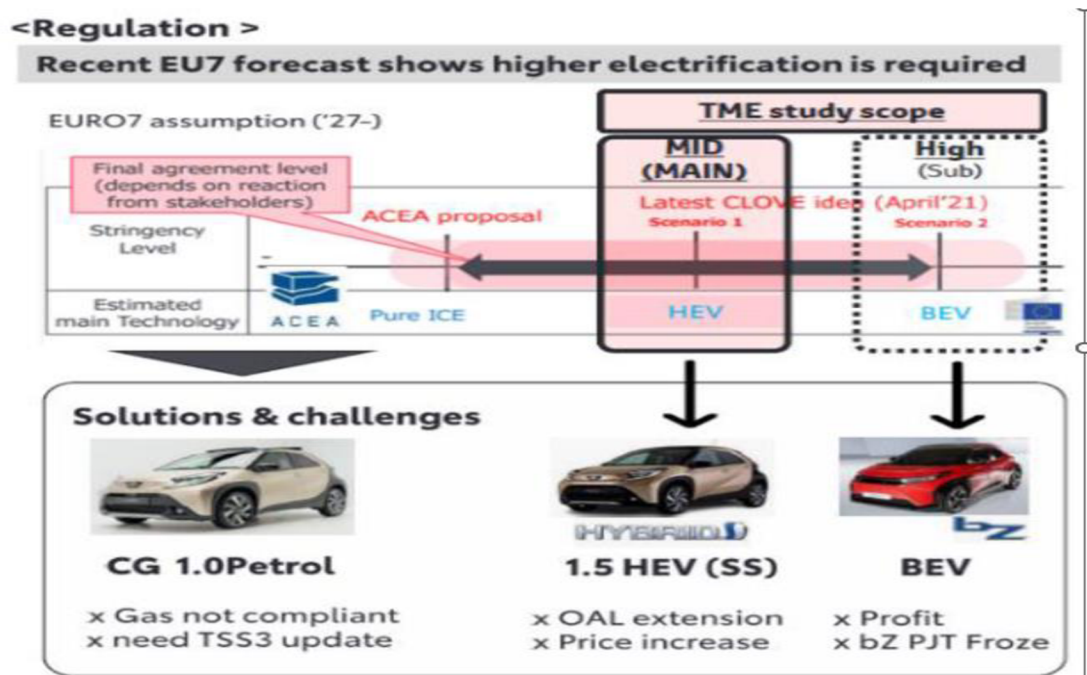 <Regulation >
Recent EU7 forecast shows higher electrification is required
EURO7 assumption ('27-)
TME study scope
MID
(MAIN)
High
(Sub)
Final agreement level
(depends on reaction
from stakeholders)
ACEA proposal
Latest CLOVE idea (April'21)
Scenario 1
Scenario 2
Stringency
Level
-
Estimated
main Technology
ACEA
Pure ICE
HEV
BEV
Solutions & challenges
HYBRID
bZ
CG 1.0Petrol
1.5 HEV (SS)
BEV
x Gas not compliant
x need TSS3 update
x OAL extension
x Price increase
x Profit
x bZ PJT Froze